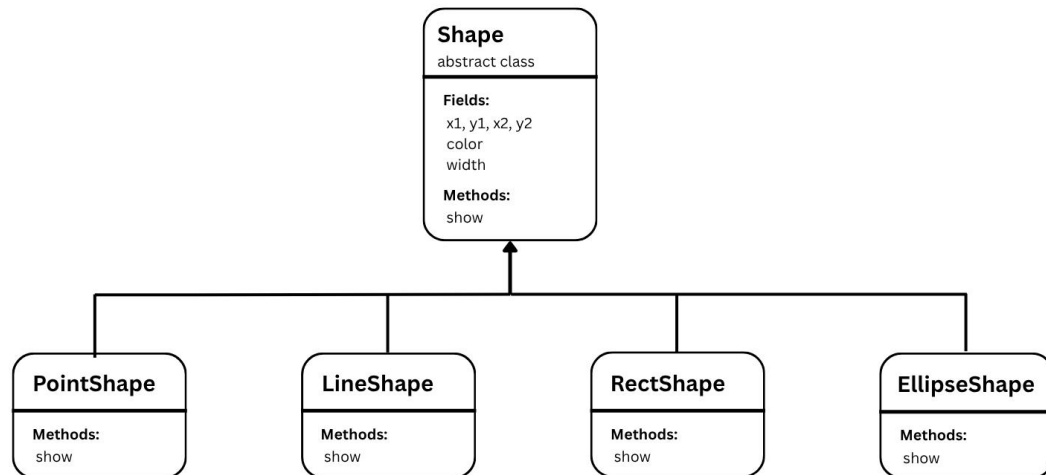 Shape
abstract class
Fields:
x1, y1, x2, y2
color
width
Methods:
show
PointShape
Methods:
show
LineShape
Methods:
show
RectShape
Methods:
show
EllipseShape
Methods:
show